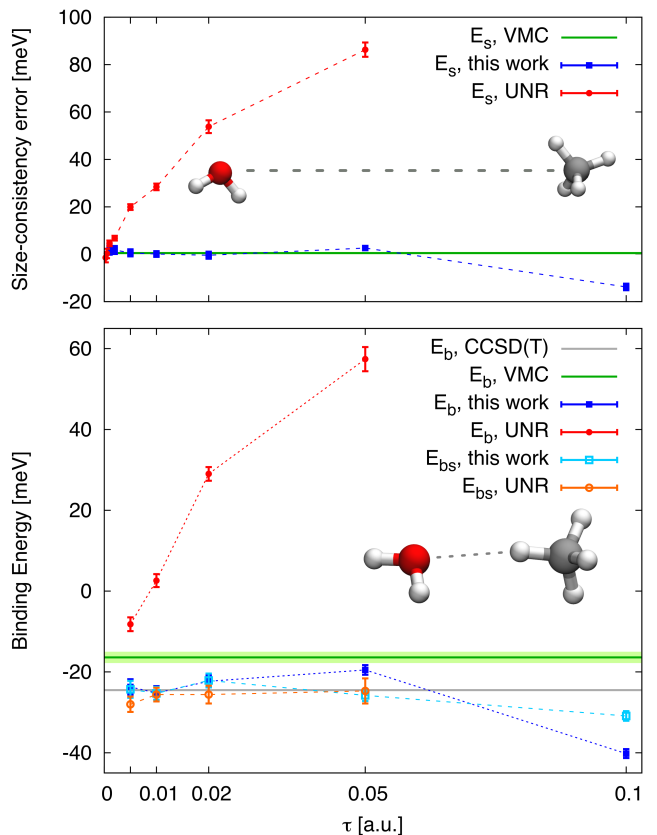 Size-consistency error [meV]
100
80
60
40
20
0
-20
E_s, VMC
E_s, this work
E_s, UNR
Binding Energy [meV]
60
40
20
0
-20
-40
E_b, CCSD(T)
E_b, VMC
E_b, this work
E_b, UNR
E_bs, this work
E_bs, UNR
0 0.01 0.02 0.05 0.1
τ [a.u.]